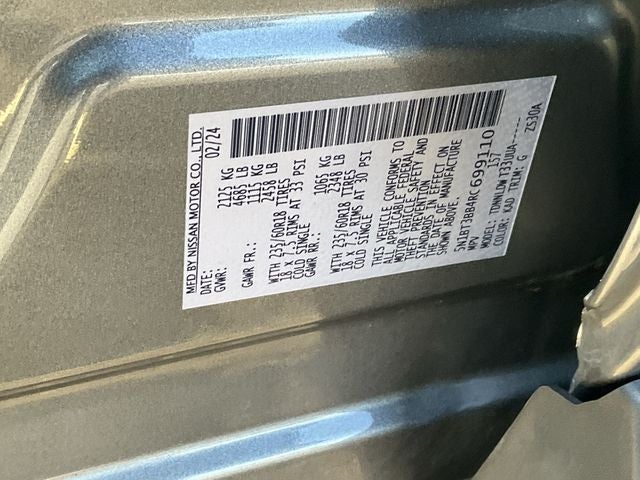 MFD BY NISSAN MOTOR CO., LTD.
DATE: 02/24
GVWR: 2125 KG
4685 LB
GAWR FR.: 1115 KG
2458 LB
WITH 235/60R18 TIRES
18 X 7.5 RIMS AT 33 PSI
COLD SINGLE
GAWR RR.: 1065 KG
2348 LB
WITH 235/60R18 TIRES
18 X 7.5 RIMS AT 30 PSI
COLD SINGLE
THIS VEHICLE CONFORMS TO
ALL APPLICABLE FEDERAL
MOTOR VEHICLE SAFETY AND
THEFT PREVENTION
STANDARDS IN EFFECT ON
THE DATE OF MANUFACTURE
SHOWN ABOVE.
5N1BT3BB4RC699110
MPV 157
MODEL: TDNNLDWT33UUA-----
COLOR: KAD TRIM: G ZS30A